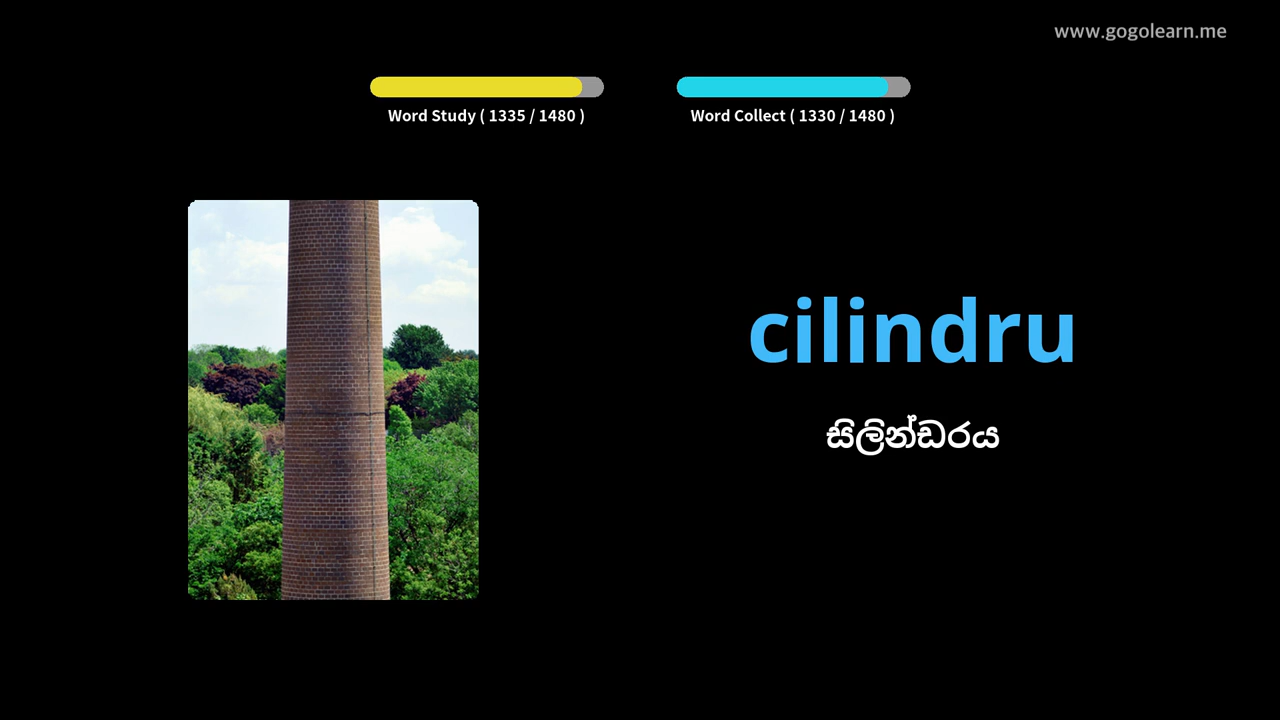 www.gogolearn.me
Word Study ( 1335 / 1480 )
Word Collect ( 1330 / 1480 )
cilindru
සිලින්ඩරය